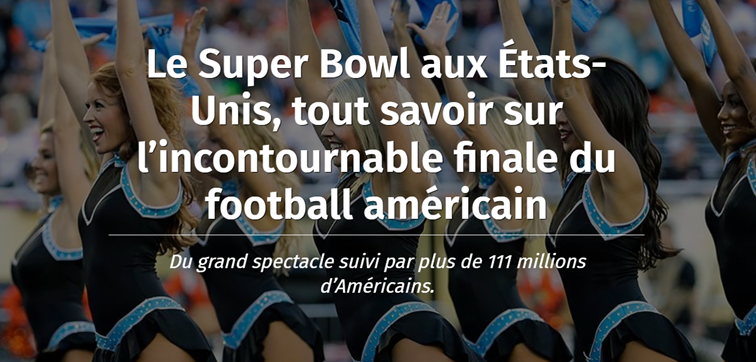 Le Super Bowl aux États-
Unis, tout savoir sur
l’incontournable finale du
football américain
Du grand spectacle suivi par plus de 111 millions
d’Américains.